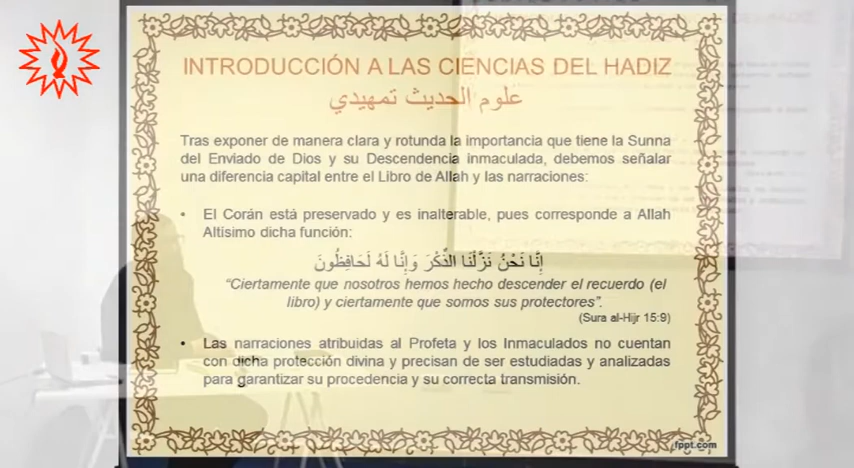 INTRODUCCIÓN A LAS CIENCIAS DEL HADIZ
علوم الحديث تمهيدي
Tras exponer de manera clara y rotunda la importancia que tiene la Sunna
del Enviado de Dios y su Descendencia inmaculada, debemos señalar
una diferencia capital entre el Libro de Allah y las narraciones:
• El Corán está preservado y es inalterable, pues corresponde a Allah
Altísimo dicha función:
إِنَّا نَحْنُ نَزَّلْنَا الذِّكْرَ وَإِنَّا لَهُ لَحَافِظُونَ
“Ciertamente que nosotros hemos hecho descender el recuerdo (el
libro) y ciertamente que somos sus protectores”.
(Sura al-Hijr 15:9)
• Las narraciones atribuidas al Profeta y los Inmaculados no cuentan
con dicha protección divina y precisan de ser estudiadas y analizadas
para garantizar su procedencia y su correcta transmisión.
fppt.com